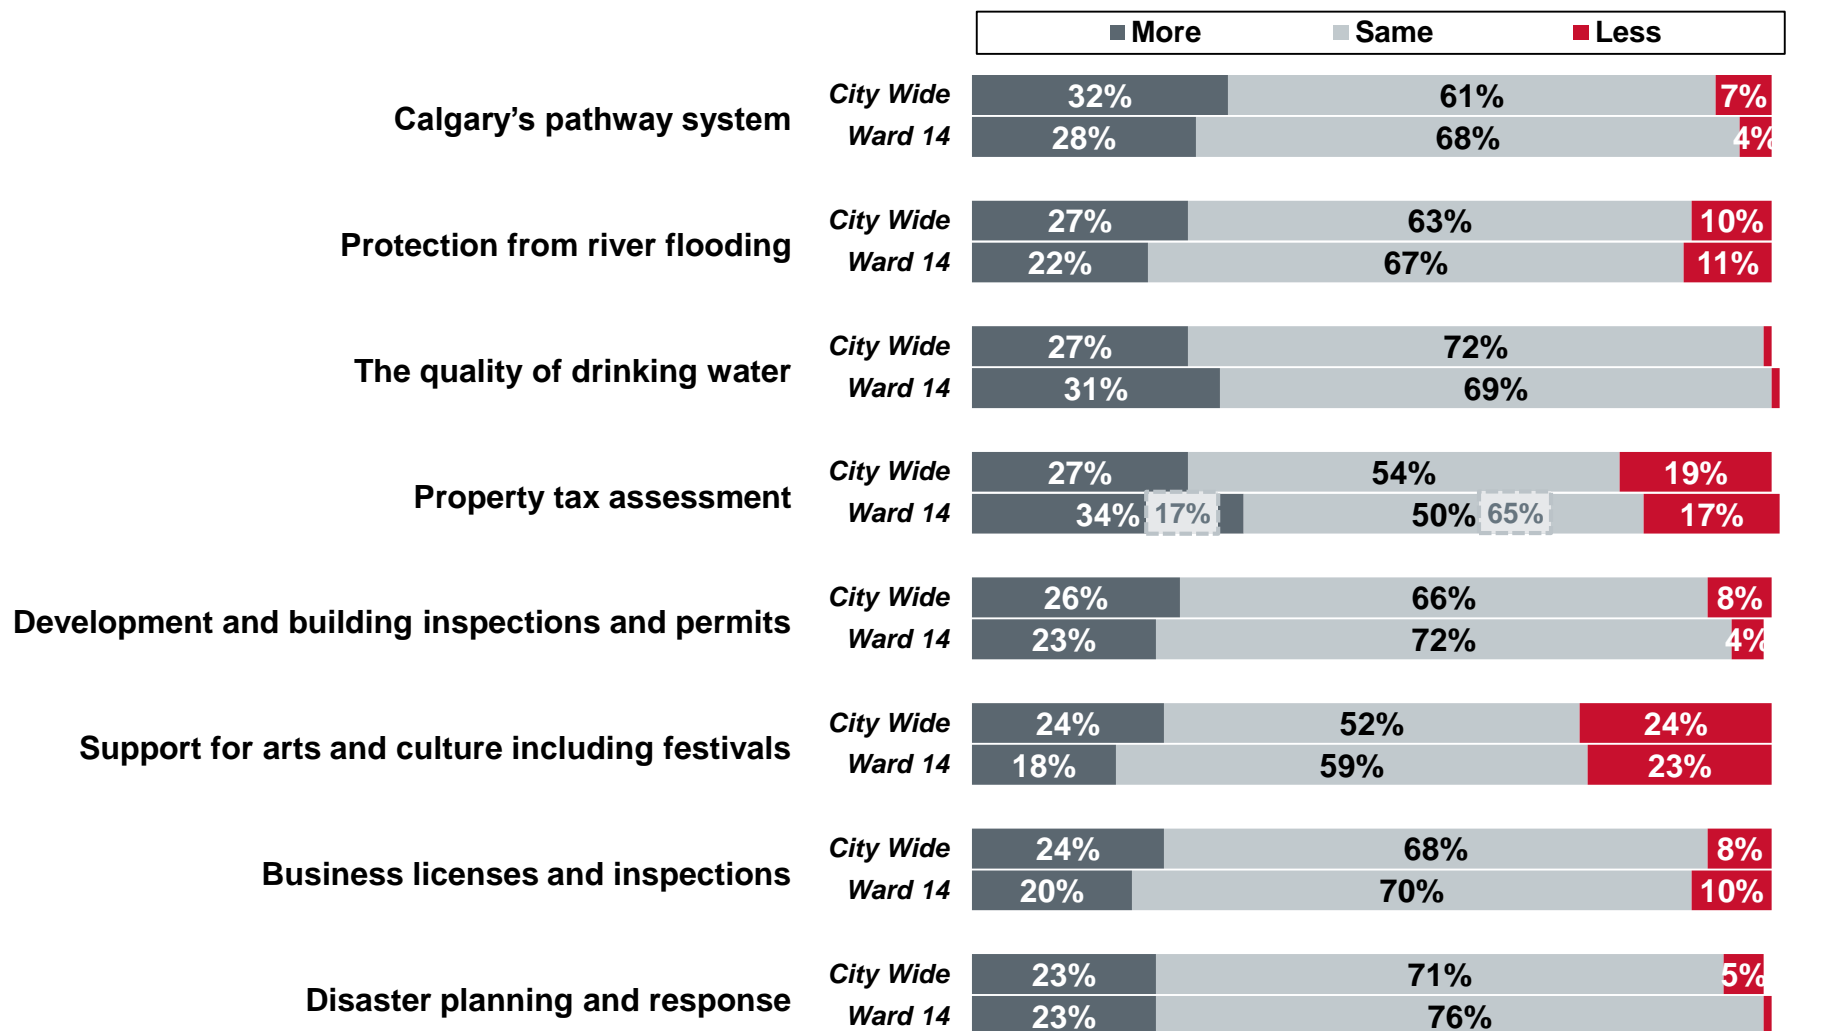 More Same Less
Calgary's pathway system
City Wide 32% 61% 7%
Ward 14 28% 68% 4%
Protection from river flooding
City Wide 27% 63% 10%
Ward 14 22% 67% 11%
The quality of drinking water
City Wide 27% 72%
Ward 14 31% 69%
Property tax assessment
City Wide 27% 54% 19%
Ward 14 34% 17% 50% 65% 17%
Development and building inspections and permits
City Wide 26% 66% 8%
Ward 14 23% 72% 4%
Support for arts and culture including festivals
City Wide 24% 52% 24%
Ward 14 18% 59% 23%
Business licenses and inspections
City Wide 24% 68% 8%
Ward 14 20% 70% 10%
Disaster planning and response
City Wide 23% 71% 5%
Ward 14 23% 76%